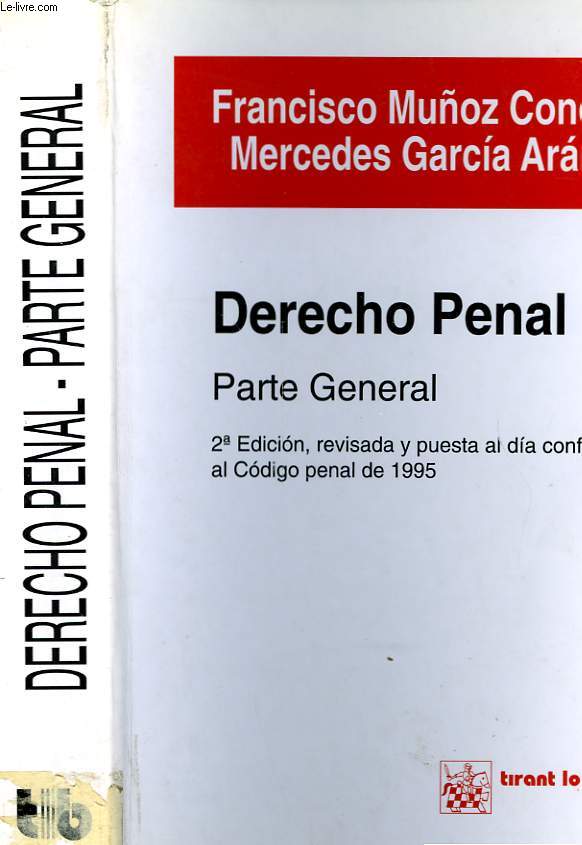 Le-livre.com
DERECHO PENAL - PARTE GENERAL
Francisco Muñoz Cond
Mercedes García Ará
Derecho Penal
Parte General
2ª Edición, revisada y puesta al día conf
al Código penal de 1995
tirant lo